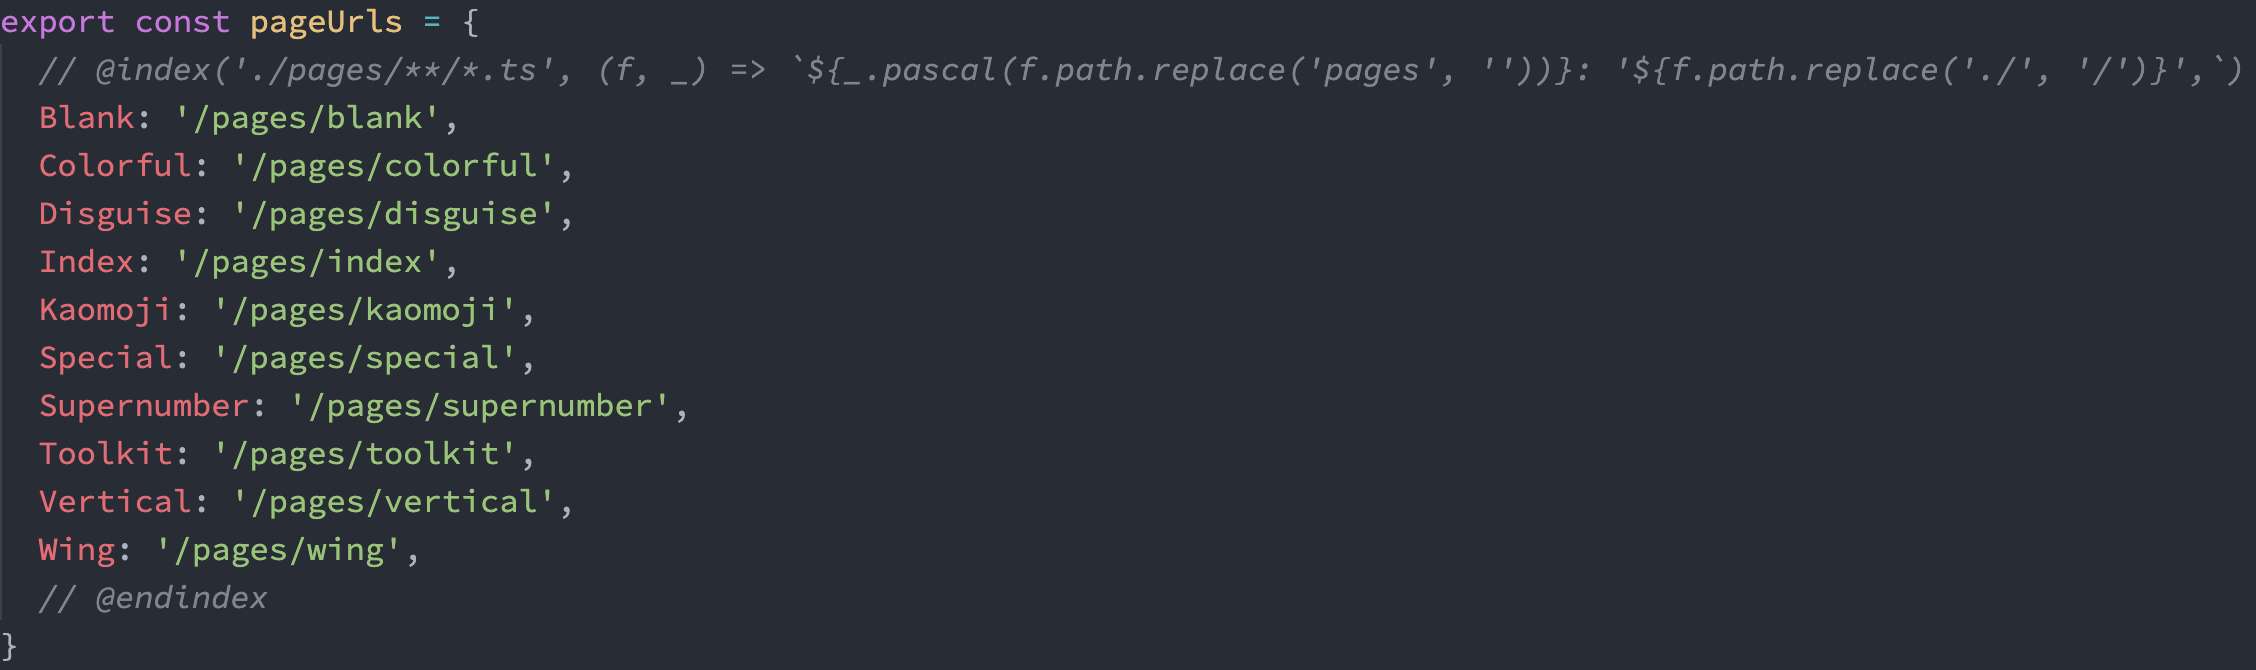 export const pageUrls = {
// @index('./pages/**/*.ts', (f, _) => `${_.pascal(f.path.replace('pages', ''))}: '${f.path.replace('./', '/')}',`)
Blank: '/pages/blank',
Colorful: '/pages/colorful',
Disguise: '/pages/disguise',
Index: '/pages/index',
Kaomoji: '/pages/kaomoji',
Special: '/pages/special',
Supernumber: '/pages/supernumber',
Toolkit: '/pages/toolkit',
Vertical: '/pages/vertical',
Wing: '/pages/wing',
// @endindex
}